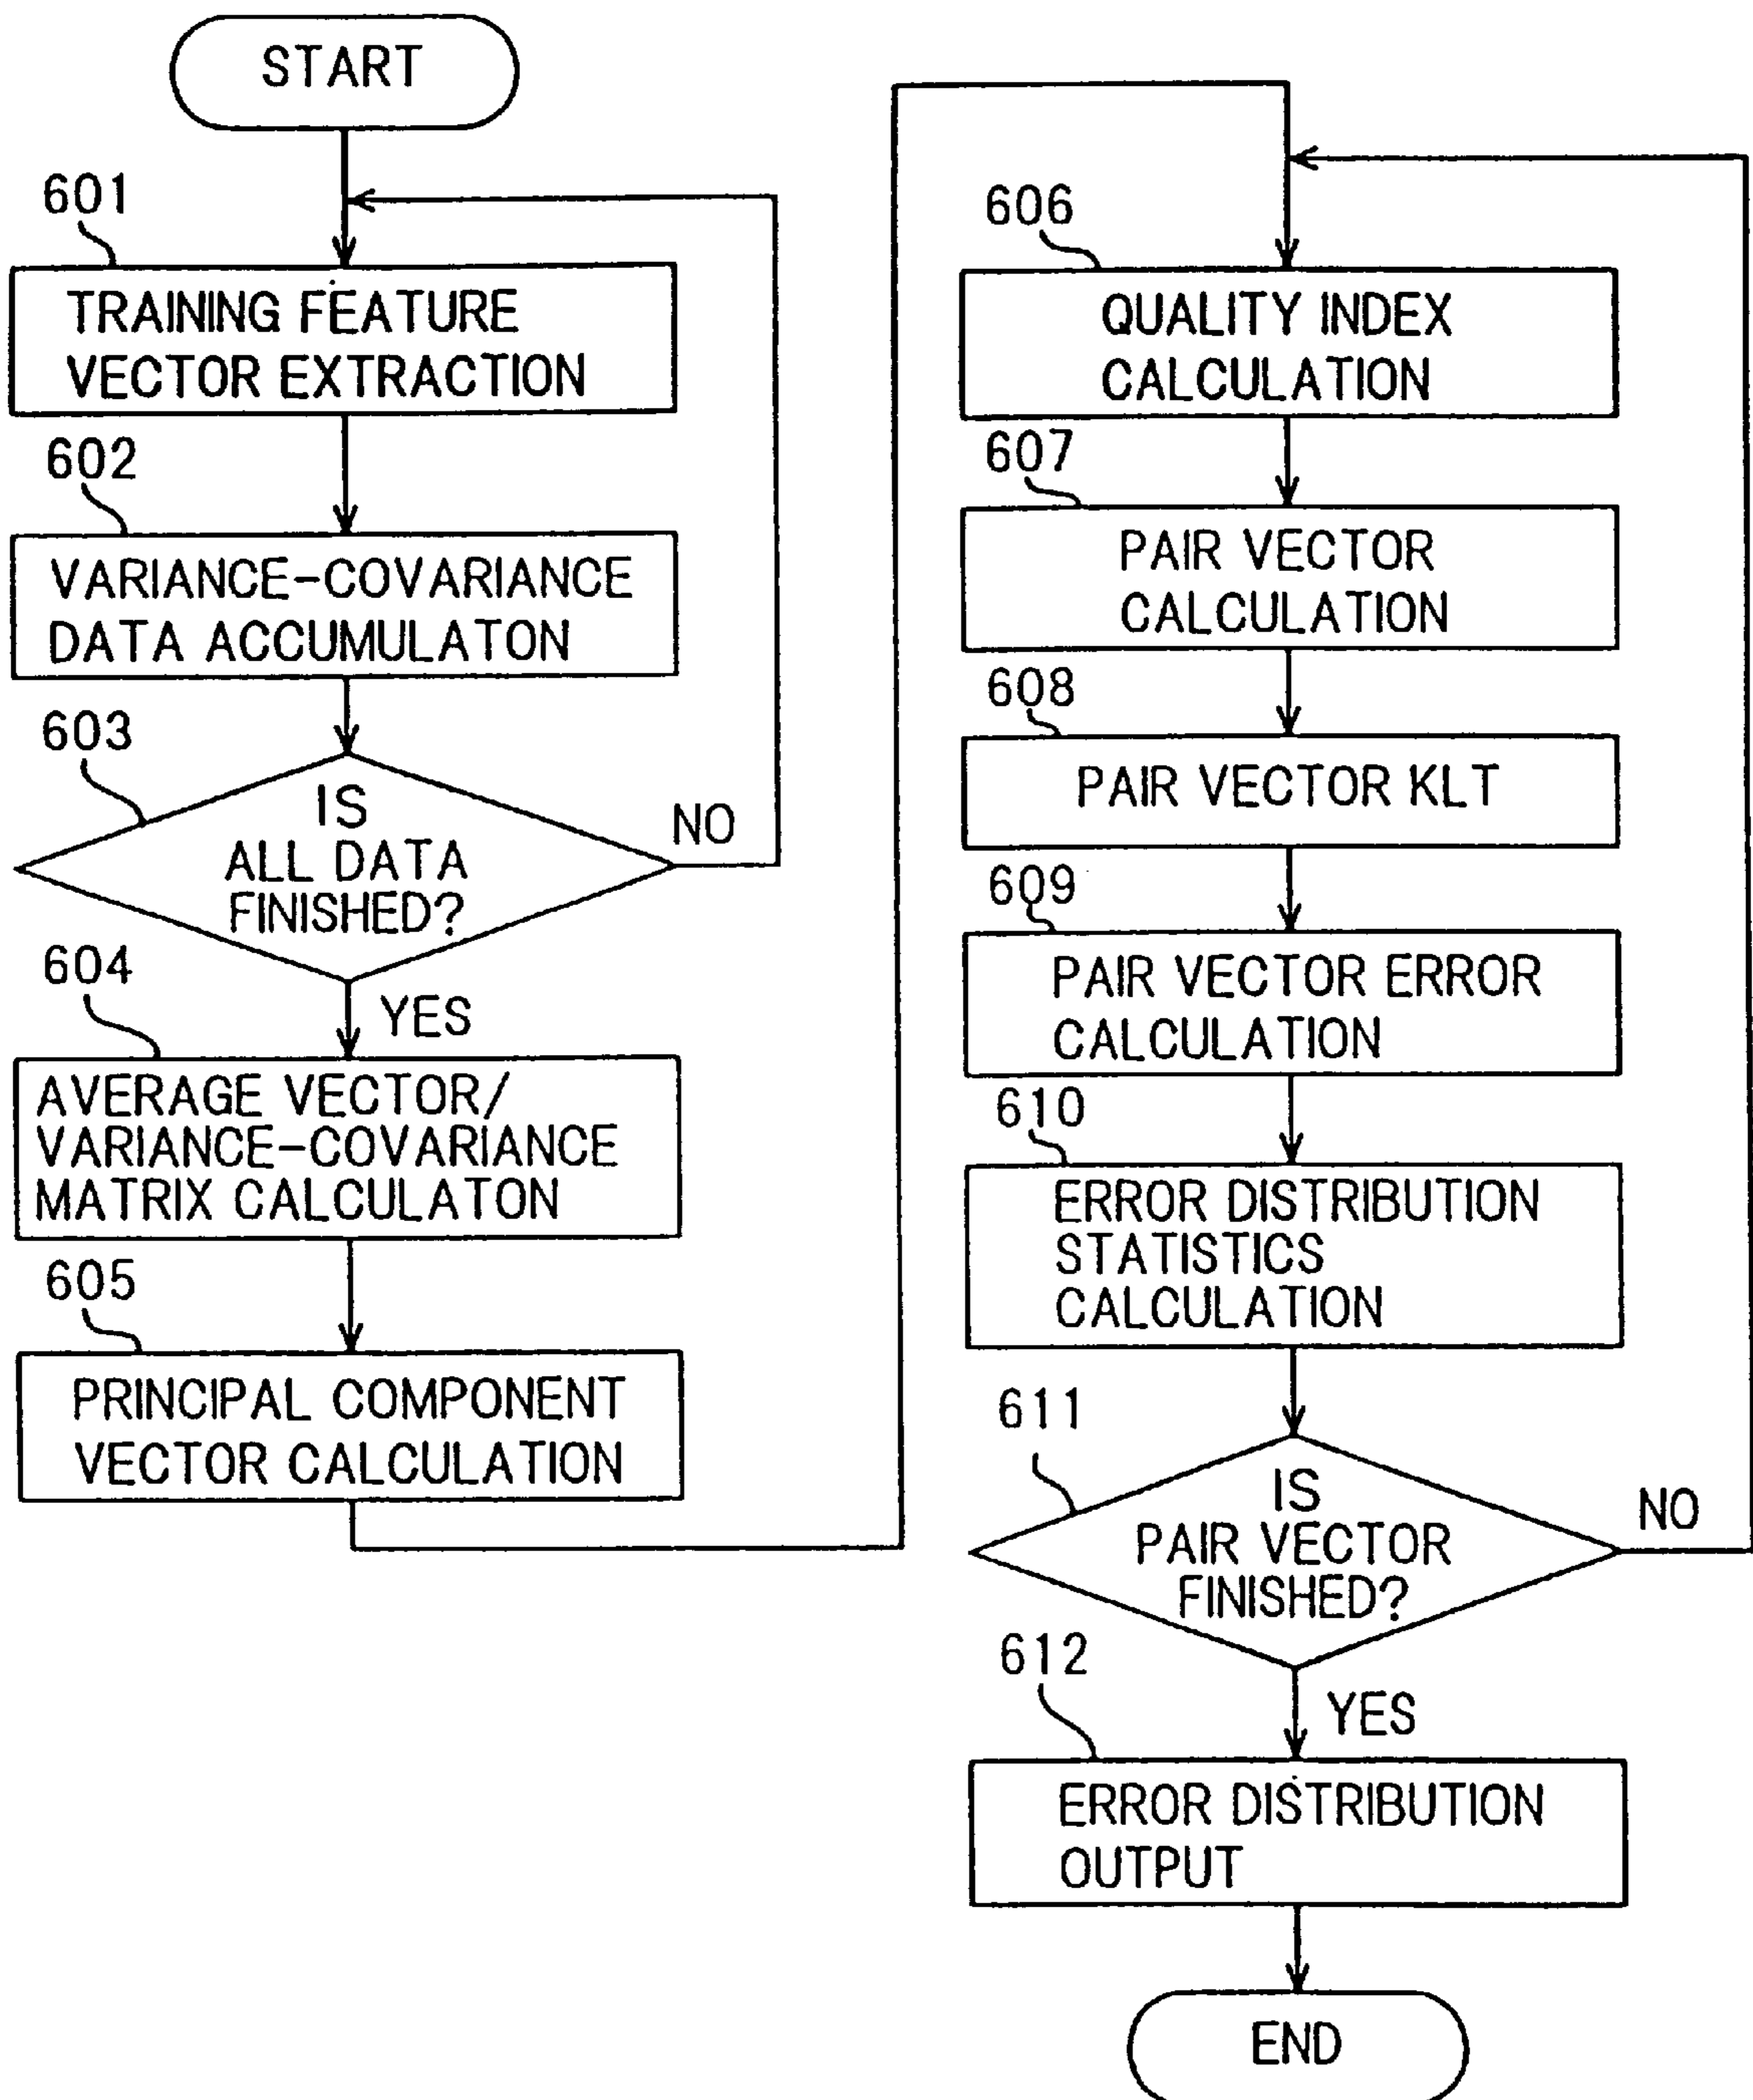 START
601
TRAINING FEATURE
VECTOR EXTRACTION
602
VARIANCE-COVARIANCE
DATA ACCUMULATON
603
IS
ALL DATA
FINISHED?
NO
604
YES
AVERAGE VECTOR/
VARIANCE-COVARIANCE
MATRIX CALCULATON
605
PRINCIPAL COMPONENT
VECTOR CALCULATION
606
QUALITY INDEX
CALCULATION
607
PAIR VECTOR
CALCULATION
608
PAIR VECTOR KLT
609
PAIR VECTOR ERROR
CALCULATION
610
ERROR DISTRIBUTION
STATISTICS
CALCULATION
611
IS
PAIR VECTOR
FINISHED?
NO
612
YES
ERROR DISTRIBUTION
OUTPUT
END